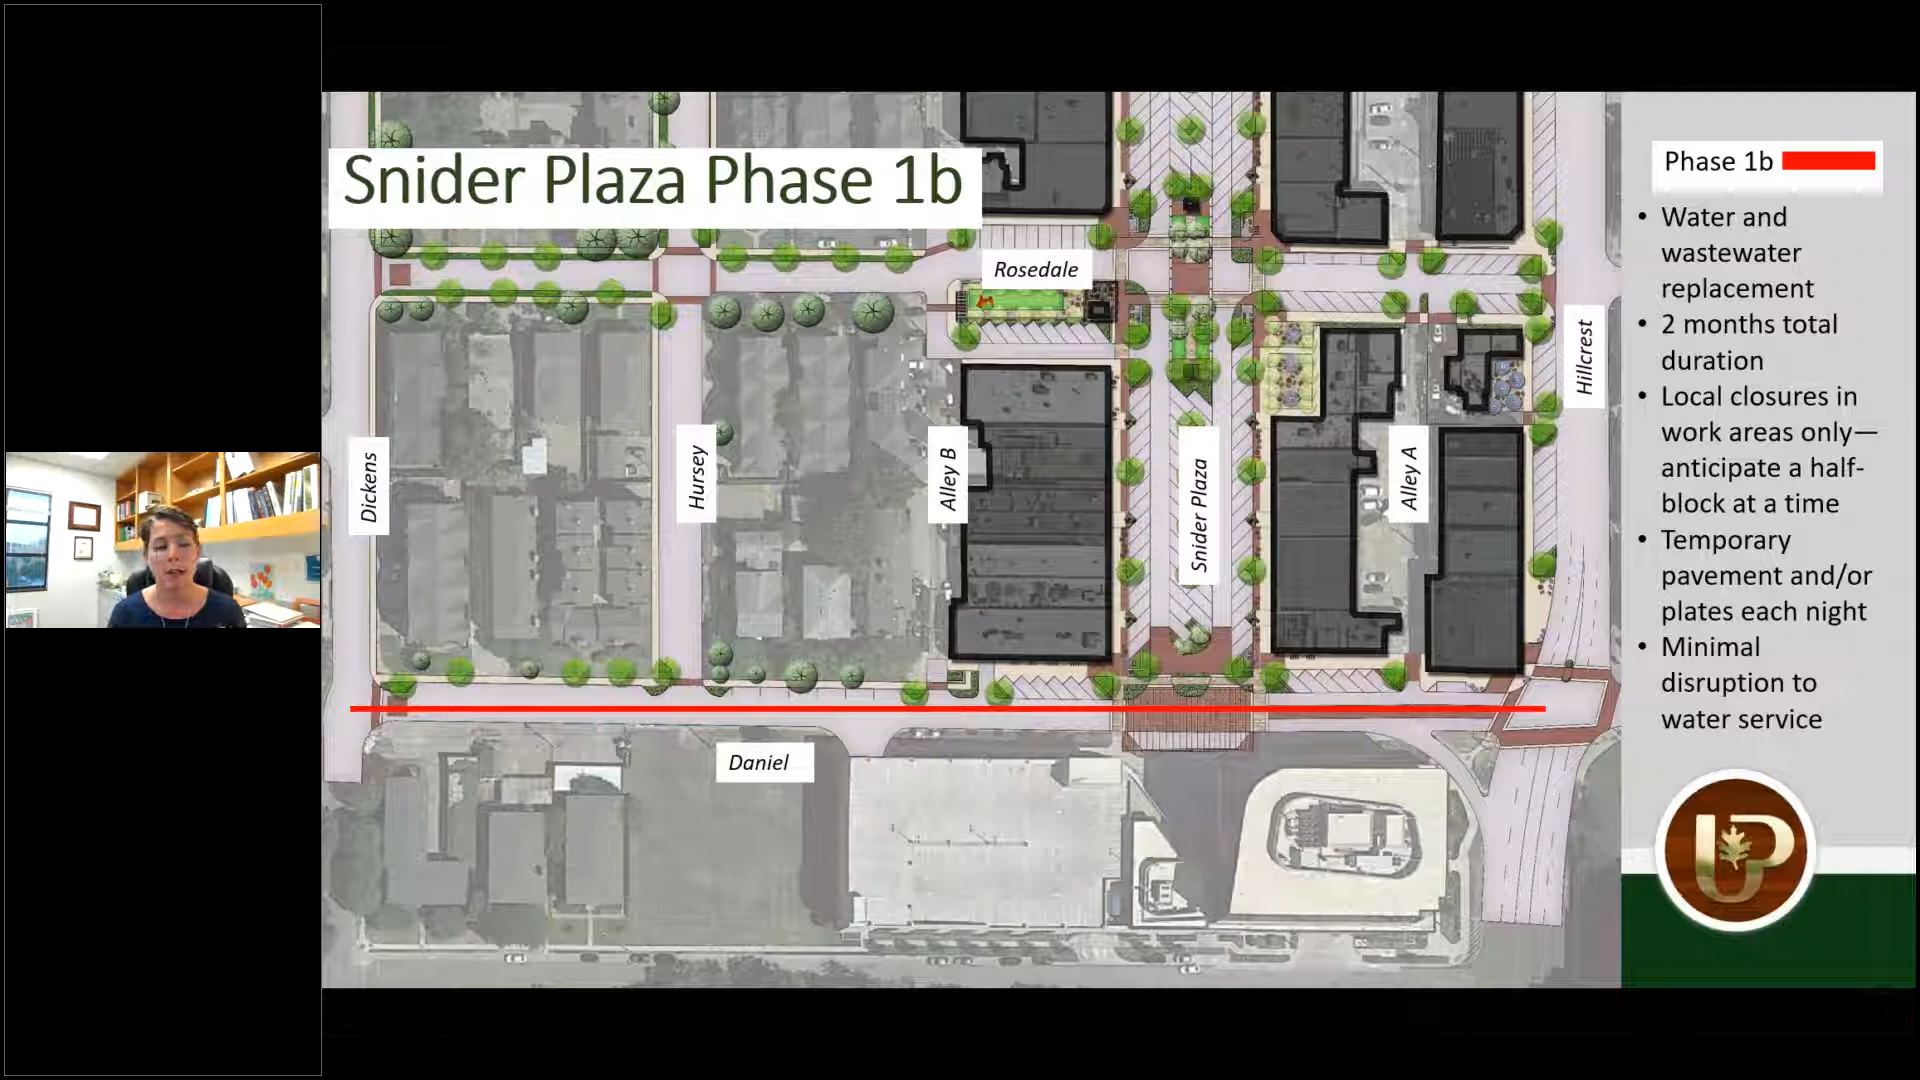 Snider Plaza Phase 1b
Rosedale
Dickens
Hursey
Alley B
Snider Plaza
Alley A
Hillcrest
Daniel
Phase 1b
• Water and
wastewater
replacement
• 2 months total
duration
• Local closures in
work areas only—
anticipate a half-
block at a time
• Temporary
pavement and/or
plates each night
• Minimal
disruption to
water service
UP